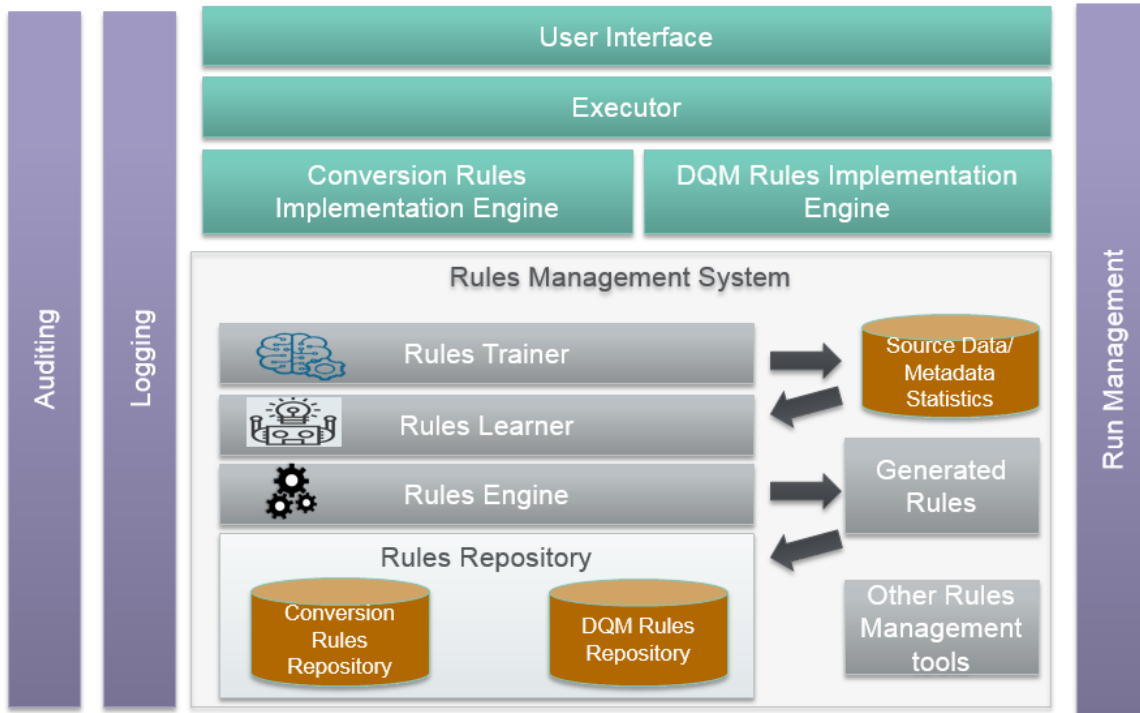 Auditing
Logging
User Interface
Executor
Conversion Rules
Implementation Engine
DQM Rules Implementation
Engine
Rules Management System
Rules Trainer
Source Data/
Metadata
Statistics
Rules Learner
Rules Engine
Generated
Rules
Rules Repository
Conversion
Rules
Repository
DQM Rules
Repository
Other Rules
Management
tools
Run Management